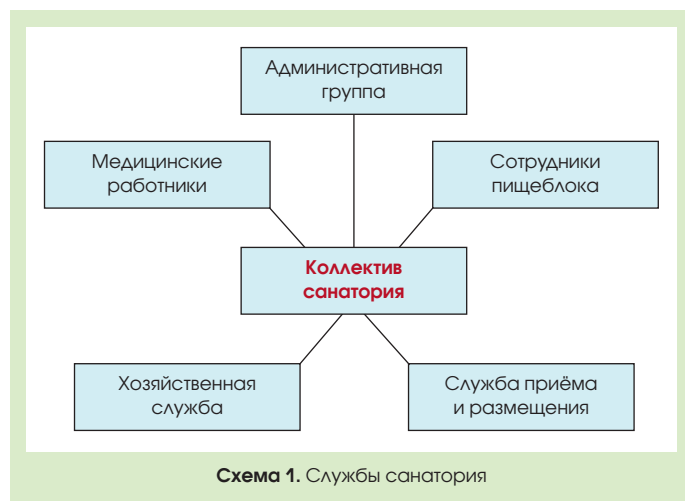 Административная
группа
Медицинские
работники
Сотрудники
пищеблока
Коллектив
санатория
Хозяйственная
служба
Служба приёма
и размещения
Схема 1. Службы санатория